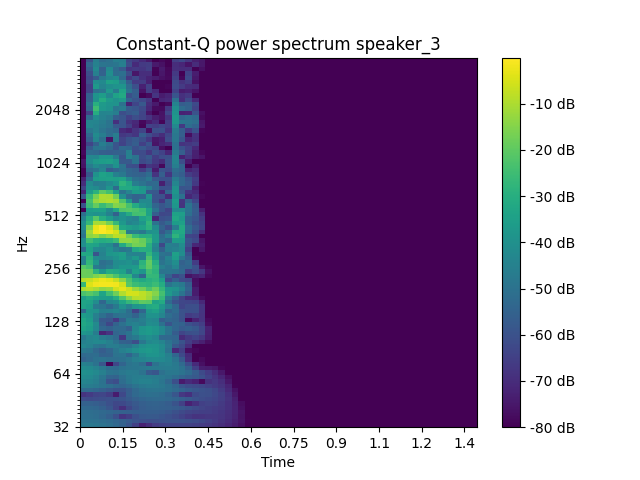 Constant-Q power spectrum speaker_3
Hz
2048
1024
512
256
128
64
32
0 0.15 0.3 0.45 0.6 0.75 0.9 1.1 1.2 1.4
Time
-10 dB
-20 dB
-30 dB
-40 dB
-50 dB
-60 dB
-70 dB
-80 dB